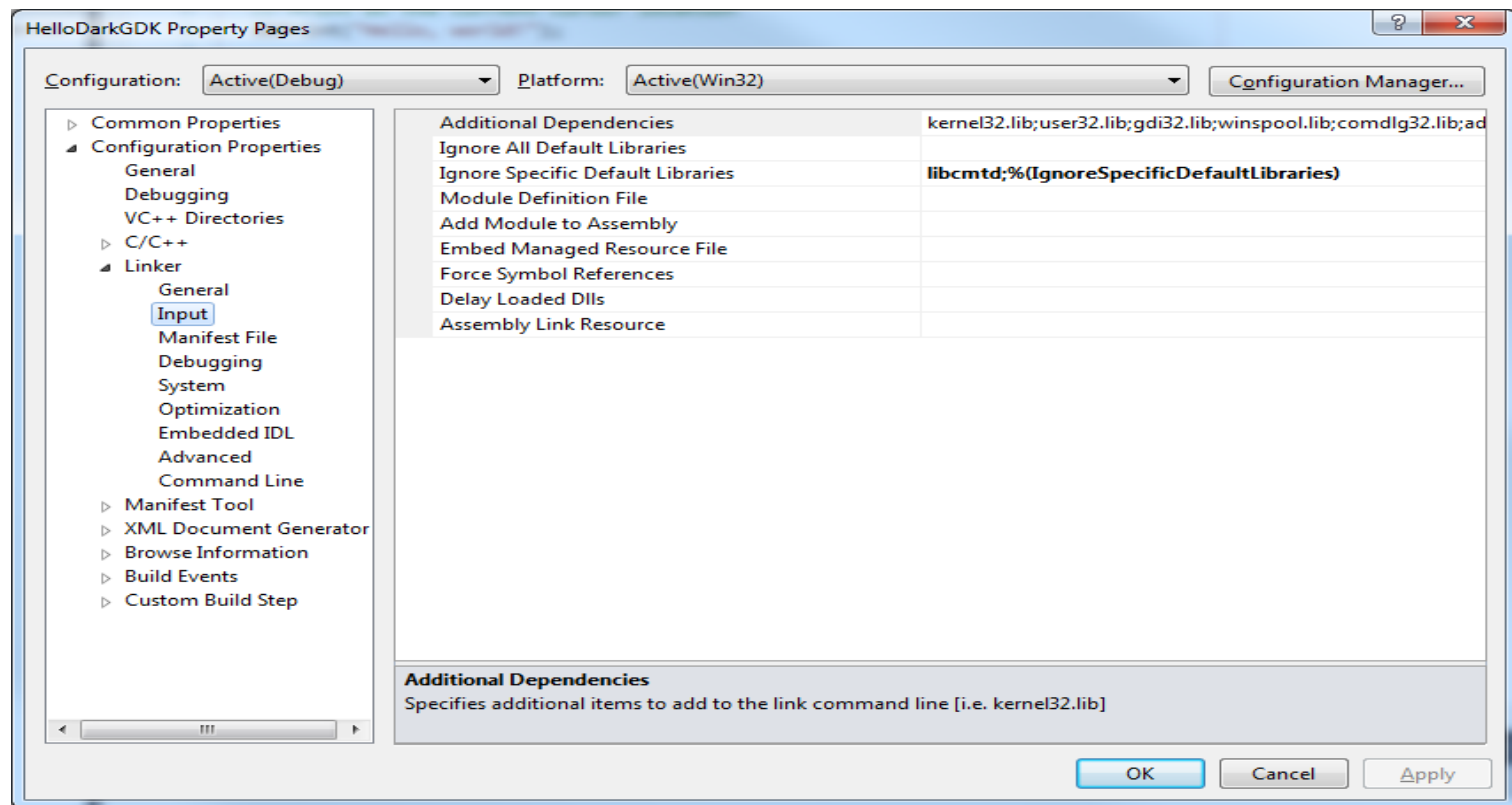 HelloDarkGDK Property Pages
Configuration: Active(Debug) Platform: Active(Win32) Configuration Manager...
Common Properties
Configuration Properties
General
Debugging
VC++ Directories
C/C++
Linker
General
Input
Manifest File
Debugging
System
Optimization
Embedded IDL
Advanced
Command Line
Manifest Tool
XML Document Generator
Browse Information
Build Events
Custom Build Step
Additional Dependencies kernel32.lib;user32.lib;gdi32.lib;winspool.lib;comdlg32.lib;ad
Ignore All Default Libraries
Ignore Specific Default Libraries libcmtd;%(IgnoreSpecificDefaultLibraries)
Module Definition File
Add Module to Assembly
Embed Managed Resource File
Force Symbol References
Delay Loaded Dlls
Assembly Link Resource
Additional Dependencies
Specifies additional items to add to the link command line [i.e. kernel32.lib]
OK Cancel Apply